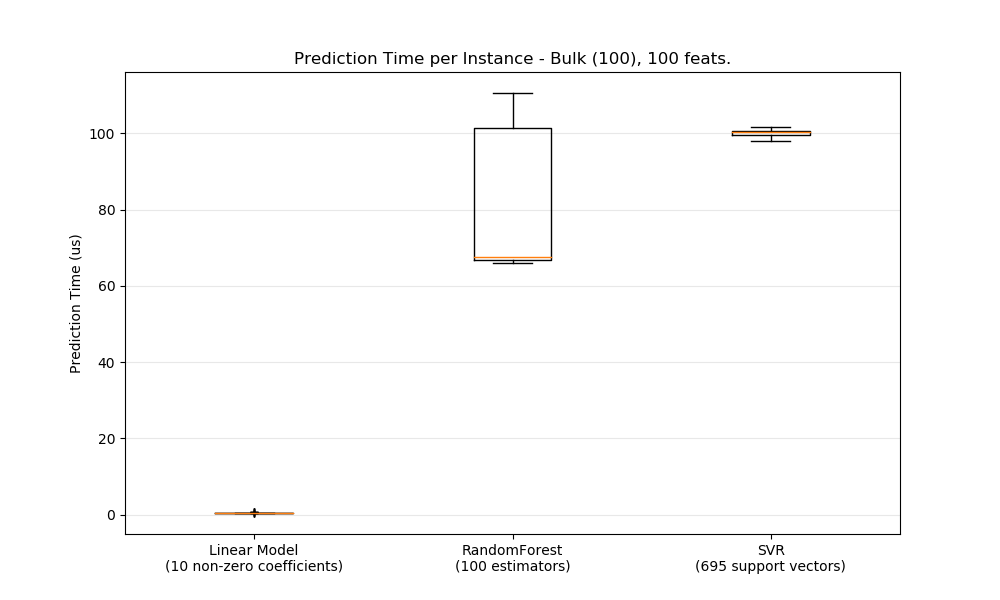 Prediction Time per Instance - Bulk (100), 100 feats.
Prediction Time (us)
100
80
60
40
20
0
Linear Model
(10 non-zero coefficients)
RandomForest
(100 estimators)
SVR
(695 support vectors)